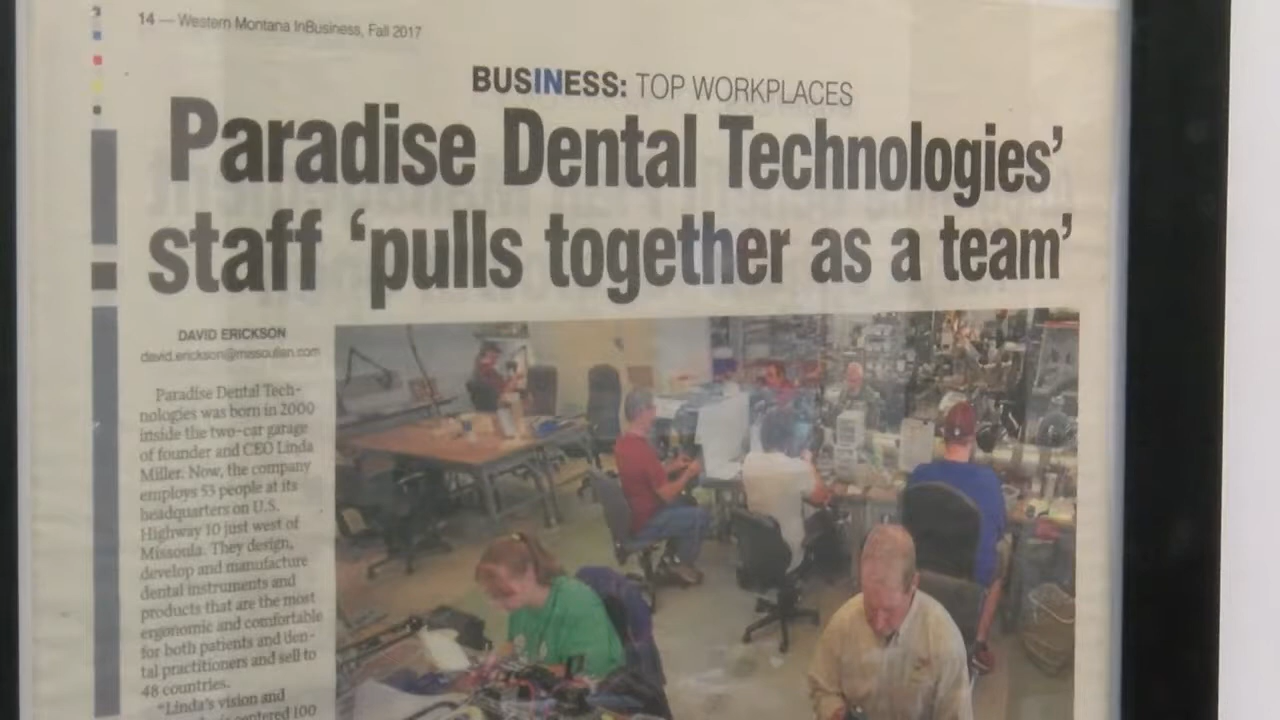 14 — Western Montana InBusiness, Fall 2017
BUSINESS: TOP WORKPLACES
Paradise Dental Technologies’
staff ‘pulls together as a team’
DAVID ERICKSON
david.erickson@missoulian.com
Paradise Dental Tech-
nologies was born in 2000
inside the two-car garage
of founder and CEO Linda
Miller. Now, the company
employs 53 people at its
headquarters on U.S.
Highway 10 just west of
Missoula. They design,
develop and manufacture
dental instruments and
products that are the most
ergonomic and comfortable
for both patients and den-
tal practitioners and sell to
48 countries.
“Linda’s vision and
centered 100